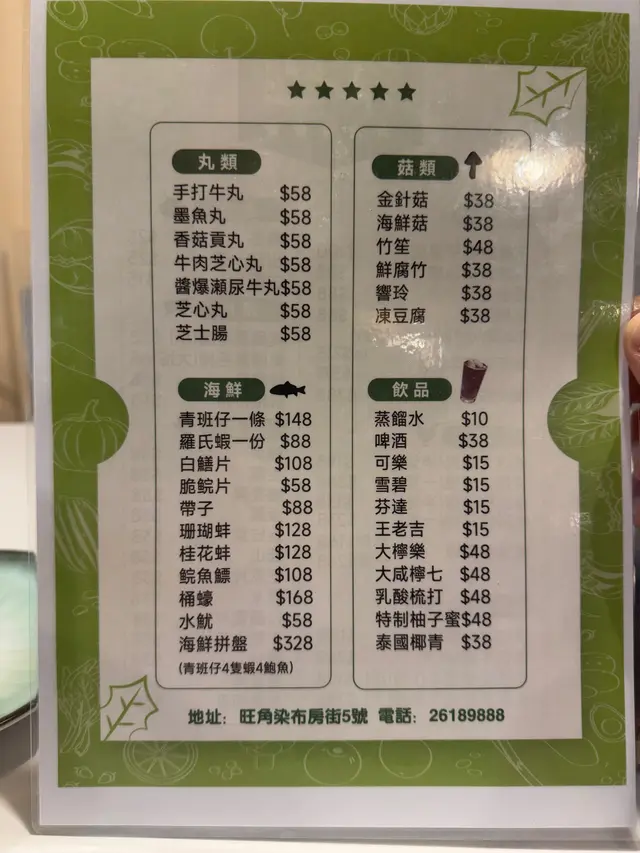 丸類
手打牛丸 $58
墨魚丸 $58
香菇貢丸 $58
牛肉芝心丸 $58
醬爆瀨尿牛丸$58
芝心丸 $58
芝士腸 $58
海鮮
青班仔一條 $148
羅氏蝦一份 $88
白鱔片 $108
脆鯇片 $58
帶子 $88
珊瑚蚌 $128
桂花蚌 $128
鯇魚鰾 $108
桶蠔 $168
水魷 $58
海鮮拼盤 $328
(青班仔4隻蝦4鮑魚)
菇類
金針菇 $38
海鮮菇 $38
竹笙 $48
鮮腐竹 $38
響玲 $38
凍豆腐 $38
飲品
蒸餾水 $10
啤酒 $38
可樂 $15
雪碧 $15
芬達 $15
王老吉 $15
大檸樂 $48
大咸檸七 $48
乳酸梳打 $48
特制柚子蜜$48
泰國椰青 $38
地址：旺角染布房街5號 電話：26189888